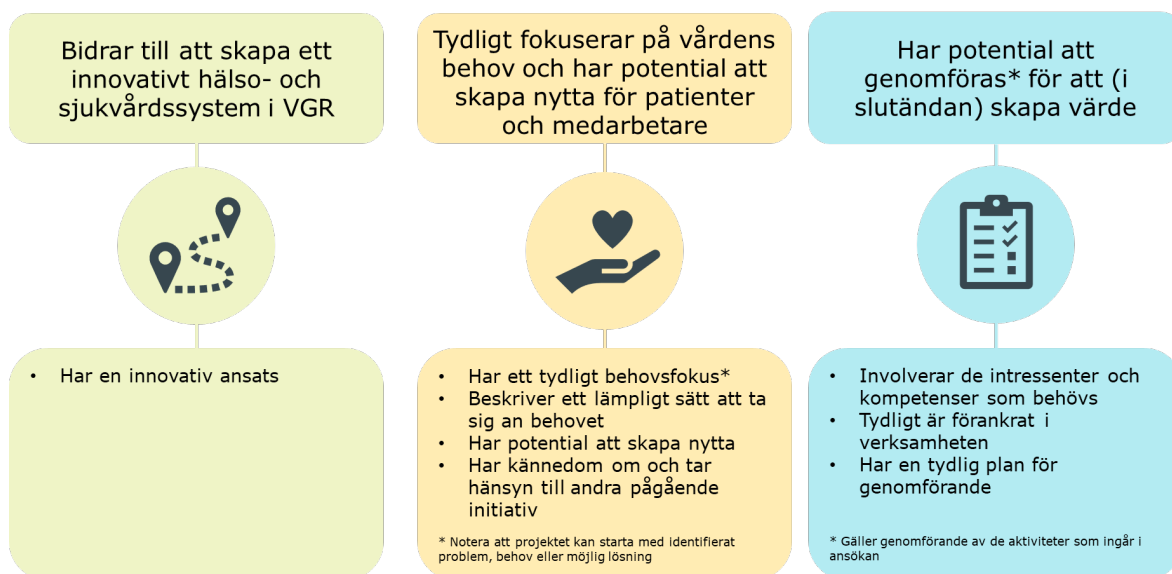 Bidrar till att skapa ett
innovativt hälso- och
sjukvårdssystem i VGR
Tydligt fokuserar på vårdens
behov och har potential att
skapa nytta för patienter
och medarbetare
Har potential att
genomföras* för att (i
slutändan) skapa värde
• Har en innovativ ansats
• Har ett tydligt behovsfokus*
• Beskriver ett lämpligt sätt att ta
sig an behovet
• Har potential att skapa nytta
• Har kännedom om och tar
hänsyn till andra pågående
initiativ
* Notera att projektet kan starta med identifierat
problem, behov eller möjlig lösning
• Involverar de intressenter och
kompetenser som behövs
• Tydligt är förankrat i
verksamheten
• Har en tydlig plan för
genomförande
* Gäller genomförande av de aktiviteter som ingår i
ansökan